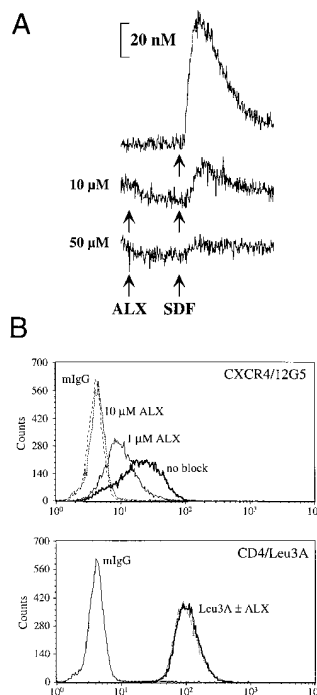 A
20 nM
10 µM
50 µM
ALX SDF
B
700
CXCR4/12G5
mIgG
560
10 µM ALX
420
1 µM ALX
Counts
280
no block
140
0
10⁰ 10¹ 10² 10³ 10
700
CD4/Leu3A
mIgG
560
420
Leu3A ± ALX
Counts
280
140
0
10⁰ 10¹ 10² 10³ 10